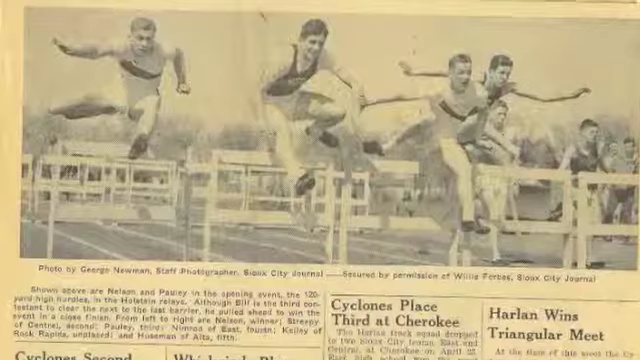 Photo by George Newman, Staff Photographer, Sioux City Journal — Secured by permission of Willis Forbes, Sioux City Journal
Shown above are Nelson and Pauley in the opening event, the 120-
yard high hurdles, in the Holstein relays. Although Bill is the third con-
testant to clear the next to the last barrier, he pulled ahead to win the
event in a close finish. From left to right are Nelson, winner; Streepy
of Central, second; Pauley, third; Nimrod of East, fourth; Kelley of
Rock Rapids, unplaced; and Huseman of Alta, fifth.
Cyclones Place
Third at Cherokee
The Harlan track squad dropped
to two Sioux City teams, East and
Central, at Cherokee on April 23.
Harlan Wins
Triangular Meet
At the
Cyclones Second